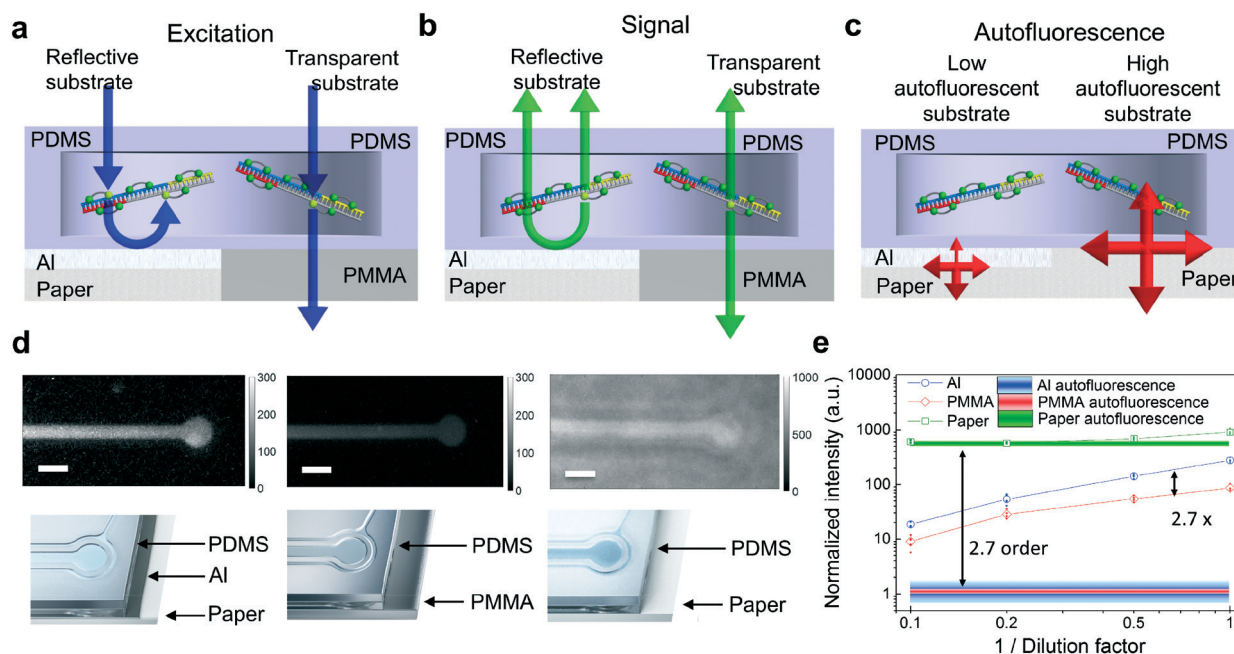 a
Excitation
Reflective
substrate
Transparent
substrate
PDMS
PDMS
Al
Paper
PMMA
b
Signal
Reflective
substrate
Transparent
substrate
PDMS
PDMS
Al
Paper
PMMA
c
Autofluorescence
Low
autofluorescent
substrate
High
autofluorescent
substrate
PDMS
PDMS
Al
Paper
Paper
d
300
200
100
0
300
200
100
0
1000
500
0
PDMS
Al
Paper
PDMS
PMMA
PDMS
Paper
e
Normalized intensity (a.u.)
10000
1000
100
10
1
Al
PMMA
Paper
Al autofluorescence
PMMA autofluorescence
Paper autofluorescence
2.7 order
2.7 x
0.1
0.2
0.5
1
1 / Dilution factor